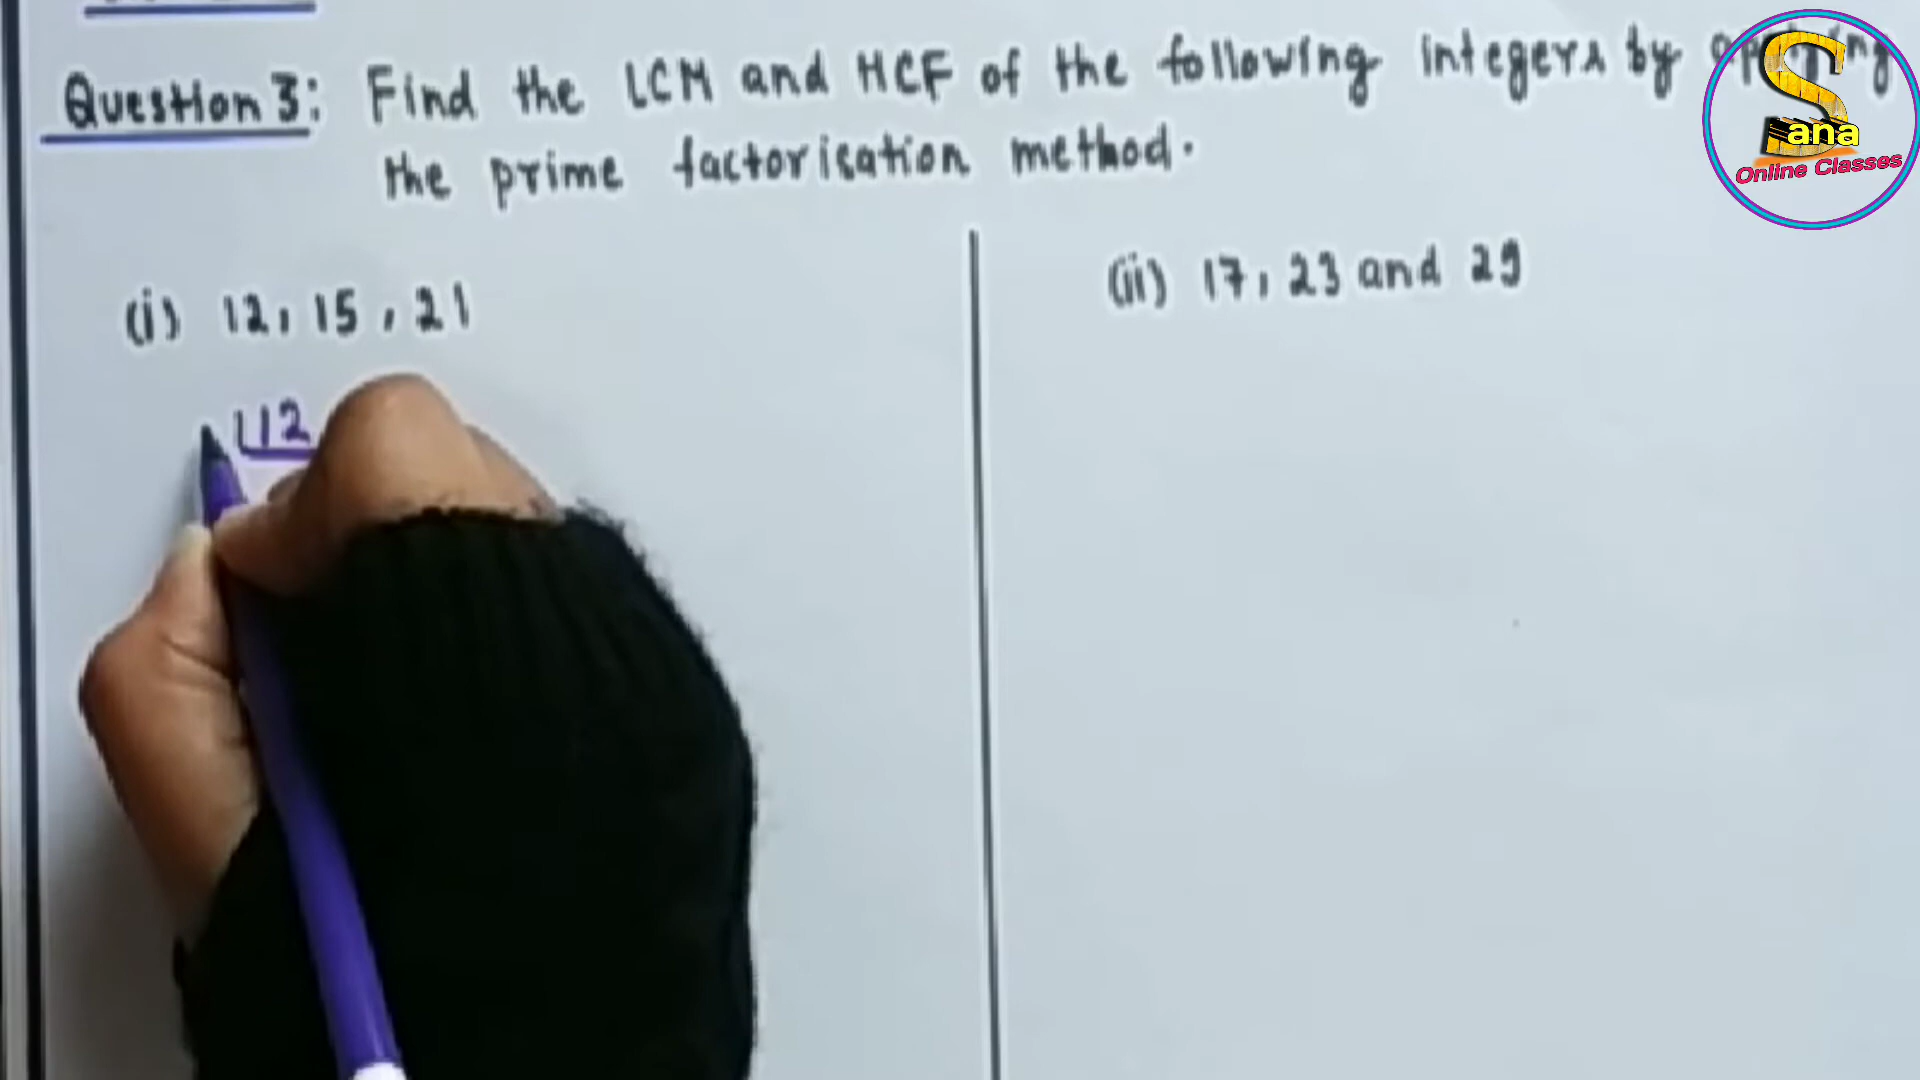 Question 3: Find the LCM and HCF of the following integers by
the prime factorisation method.
(i) 12, 15, 21
(ii) 17, 23 and 29
12
Sana
Online Classes